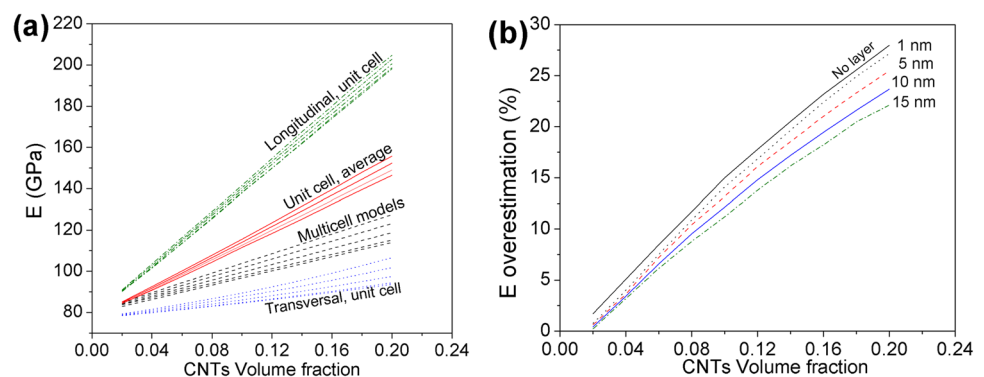 (a)
220
200
180
160
140
120
100
80
E (GPa)
Longitudinal, unit cell
Unit cell, average
Multicell models
Transversal, unit cell
0.00 0.04 0.08 0.12 0.16 0.20 0.24
CNTs Volume fraction
(b)
30
25
20
15
10
5
0
E overestimation (%)
No layer
1 nm
5 nm
10 nm
15 nm
0.00 0.04 0.08 0.12 0.16 0.20 0.24
CNTs Volume fraction